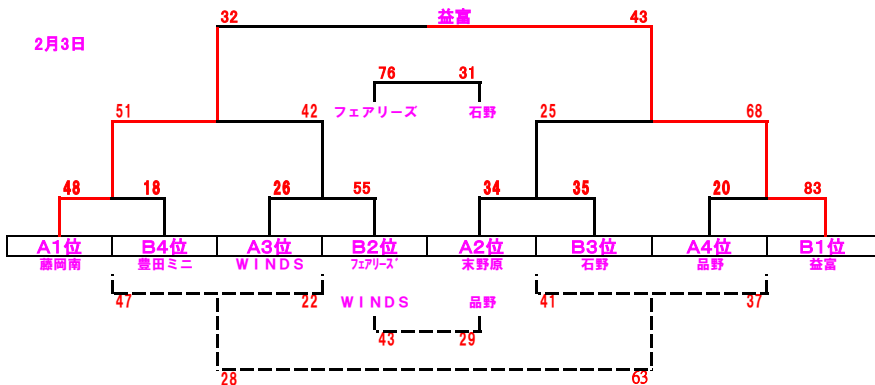 32 益富 43
2月3日
76 31
フェアリーズ 石野
51 42 25 68
48 18 26 55 34 35 20 83
A1位 B4位 A3位 B2位 A2位 B3位 A4位 B1位
藤岡南 豊田ミニ WINDS フェアリーズ 末野原 石野 品野 益富
47 22 WINDS 品野 41 37
43 29
28 63